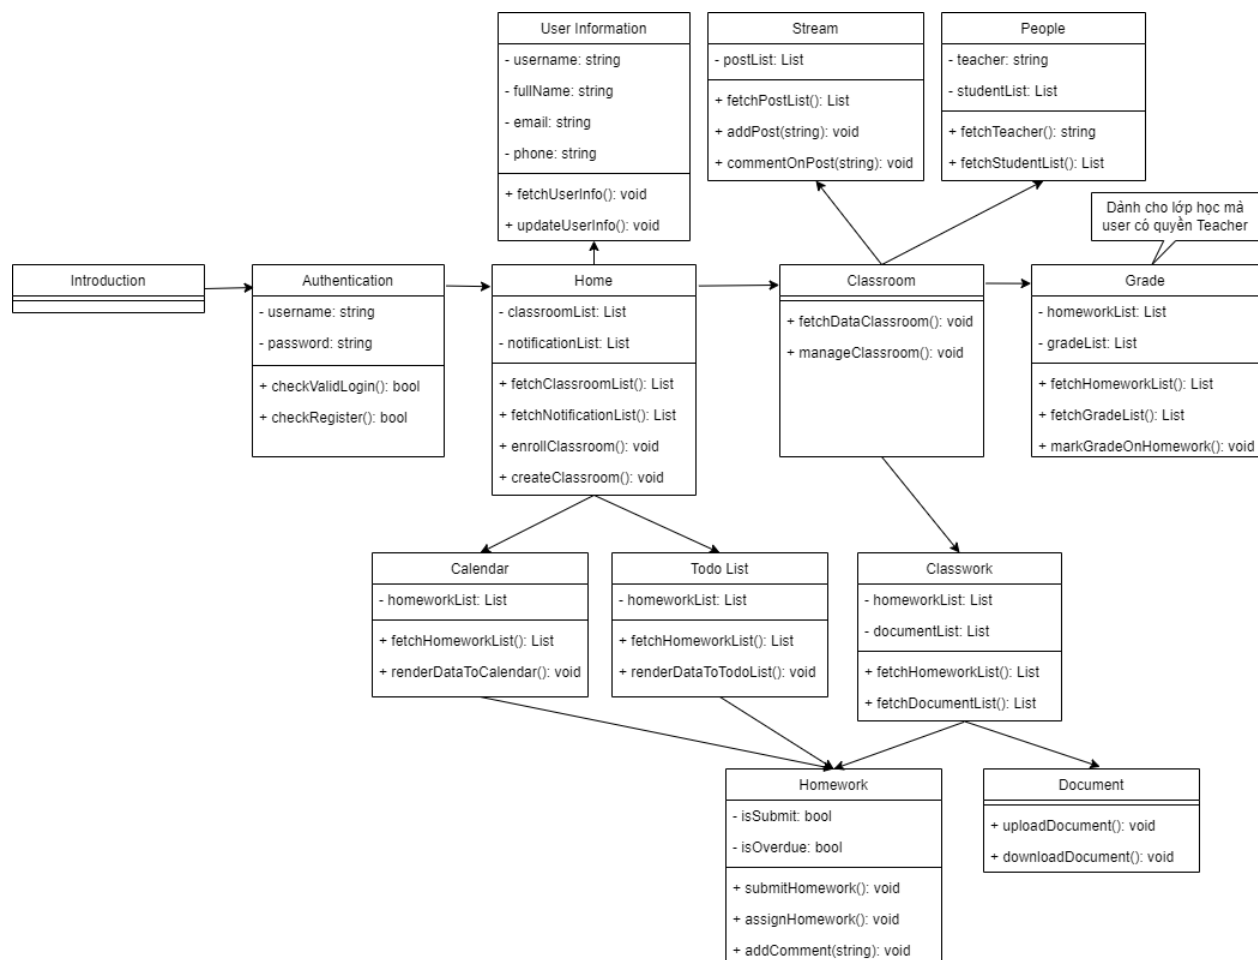 User Information
- username: string
- fullName: string
- email: string
- phone: string
+ fetchUserInfo(): void
+ updateUserInfo(): void
Stream
- postList: List
+ fetchPostList(): List
+ addPost(string): void
+ commentOnPost(string): void
People
- teacher: string
- studentList: List
+ fetchTeacher(): string
+ fetchStudentList(): List
Dành cho lớp học mà
user có quyền Teacher
Introduction
Authentication
- username: string
- password: string
+ checkValidLogin(): bool
+ checkRegister(): bool
Home
- classroomList: List
- notificationList: List
+ fetchClassroomList(): List
+ fetchNotificationList(): List
+ enrollClassroom(): void
+ createClassroom(): void
Classroom
+ fetchDataClassroom(): void
+ manageClassroom(): void
Grade
- homeworkList: List
- gradeList: List
+ fetchHomeworkList(): List
+ fetchGradeList(): List
+ markGradeOnHomework(): void
Calendar
- homeworkList: List
+ fetchHomeworkList(): List
+ renderDataToCalendar(): void
Todo List
- homeworkList: List
+ fetchHomeworkList(): List
+ renderDataToTodoList(): void
Classwork
- homeworkList: List
- documentList: List
+ fetchHomeworkList(): List
+ fetchDocumentList(): List
Homework
- isSubmit: bool
- isOverdue: bool
+ submitHomework(): void
+ assignHomework(): void
+ addComment(string): void
Document
+ uploadDocument(): void
+ downloadDocument(): void